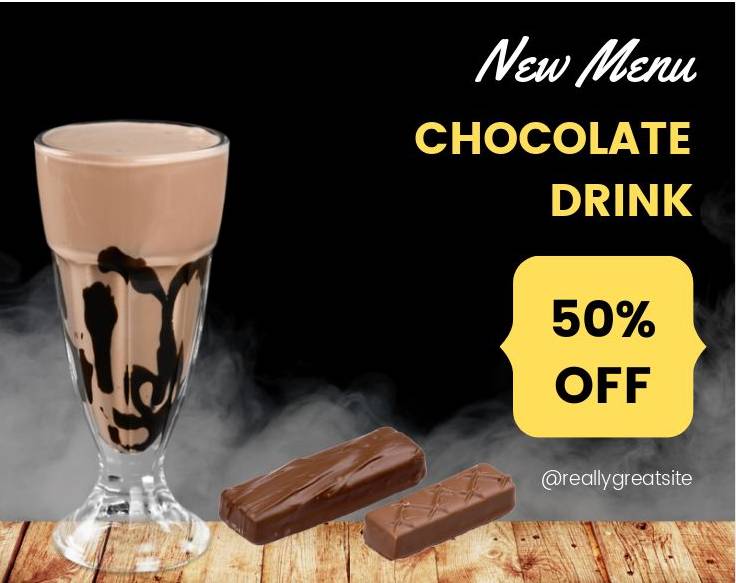 New Menu
CHOCOLATE
DRINK
50%
OFF
@reallygreatsite